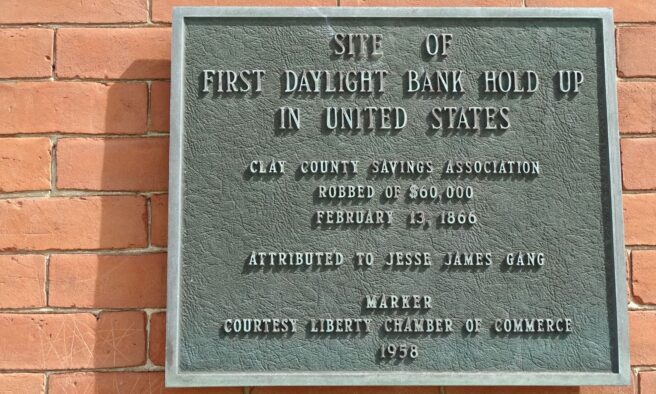 SITE OF
FIRST DAYLIGHT BANK HOLD UP
IN UNITED STATES
CLAY COUNTY SAVINGS ASSOCIATION
ROBBED OF $60,000
FEBRUARY 13, 1866
ATTRIBUTED TO JESSE JAMES GANG
MARKER
COURTESY LIBERTY CHAMBER OF COMMERCE
1958